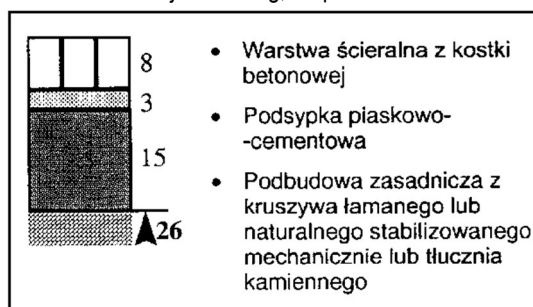 8
3
15
26
• Warstwa ścieralna z kostki
betonowej
• Podsypka piaskowo-
-cementowa
• Podbudowa zasadnicza z
kruszywa łamanego lub
naturalnego stabilizowanego
mechanicznie lub tłucznia
kamiennego